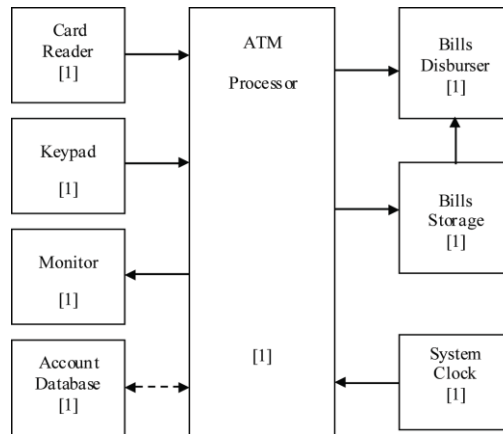 Card
Reader
[1]
Keypad
[1]
Monitor
[1]
Account
Database
[1]
ATM
Processor
[1]
Bills
Disburser
[1]
Bills
Storage
[1]
System
Clock
[1]